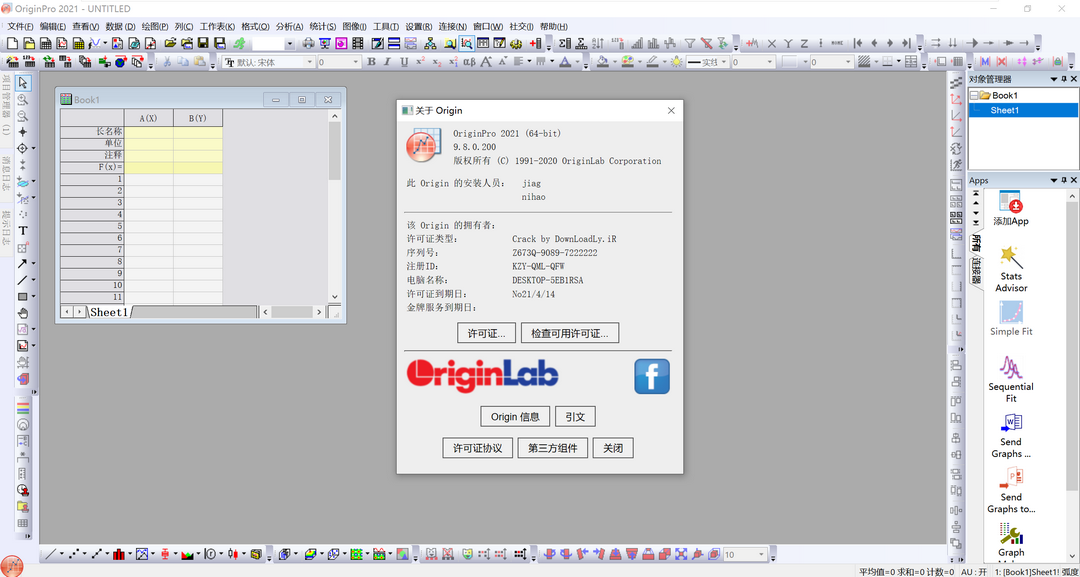 OriginPro 2021 - UNTITLED
文件(F) 编辑(E) 查看(V) 数据(D) 绘图(P) 列(C) 工作表(K) 格式(O) 分析(A) 统计(S) 图像(I) 工具(T) 设置(R) 连接(N) 窗口(W) 社交(I) 帮助(H)
默认: 宋体
0
B I U
实线
0
0
项目管理器 (1)
消息日志
提示日志
Book1
A(X) B(Y)
长名称
单位
注释
F(x)=
1
2
3
4
5
6
7
8
9
10
11
Sheet1
关于 Origin
OriginPro 2021 (64-bit)
9.8.0.200
版权所有 (C) 1991-2020 OriginLab Corporation
此 Origin 的安装人员: jiag
nihao
该 Origin 的拥有者:
许可证类型: Crack by DownLoadLy.iR
序列号: Z673Q-9089-7222222
注册ID: KZY-QML-QFW
电脑名称: DESKTOP-5EB1RSA
许可证到期日: No21/4/14
金牌服务到期日:
许可证... 检查可用许可证...
OriginLab
Origin 信息 引文
许可证协议 第三方组件 关闭
对象管理器
Book1
Sheet1
Apps
所有
连接器
添加App
Stats
Advisor
Simple Fit
Sequential
Fit
Send
Graphs ...
Send
Graphs to...
Graph
10
平均值=0 求和=0 计数=0 AU : 开 1: [Book1]Sheet1! 弧度